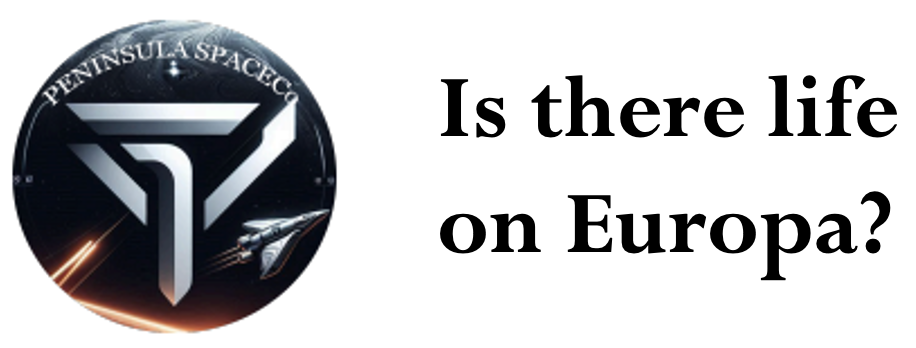 PENINSULA SPACECO
Is there life
on Europa?